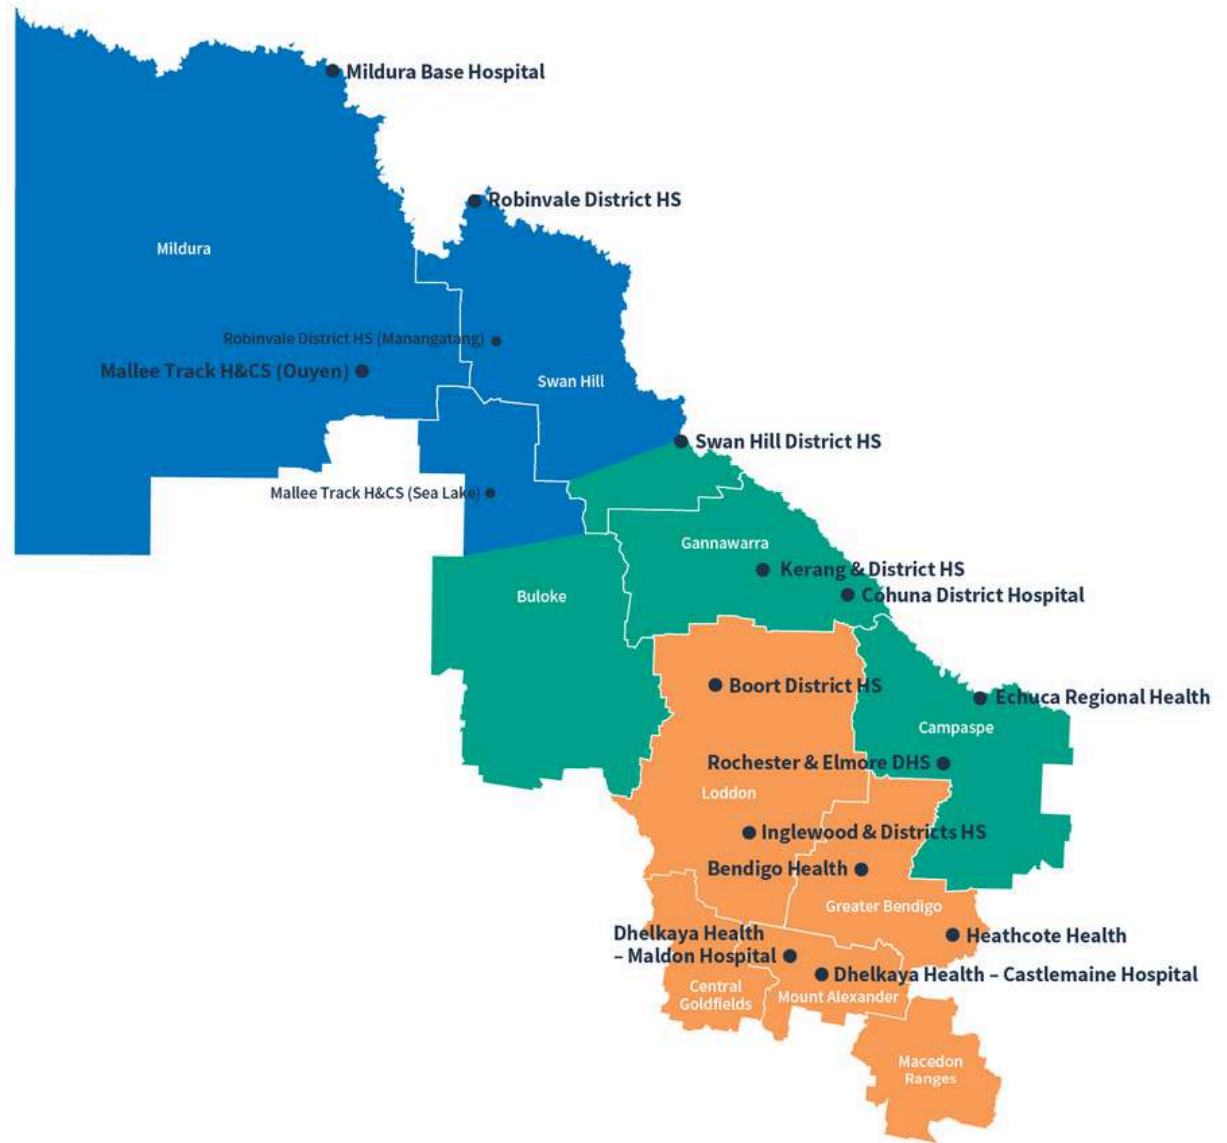 Mildura Base Hospital
Robinvale District HS
Mildura
Robinvale District HS (Manangatang)
Mallee Track H&CS (Ouyen)
Swan Hill
Swan Hill District HS
Mallee Track H&CS (Sea Lake)
Gannawarra
Kerang & District HS
Buloke
Cohuna District Hospital
Boort District HS
Echuca Regional Health
Campaspe
Rochester & Elmore DHS
Loddon
Inglewood & Districts HS
Bendigo Health
Greater Bendigo
Dhelkaya Health
– Maldon Hospital
Heathcote Health
Dhelkaya Health – Castlemaine Hospital
Central
Goldfields
Mount Alexander
Macedon
Ranges